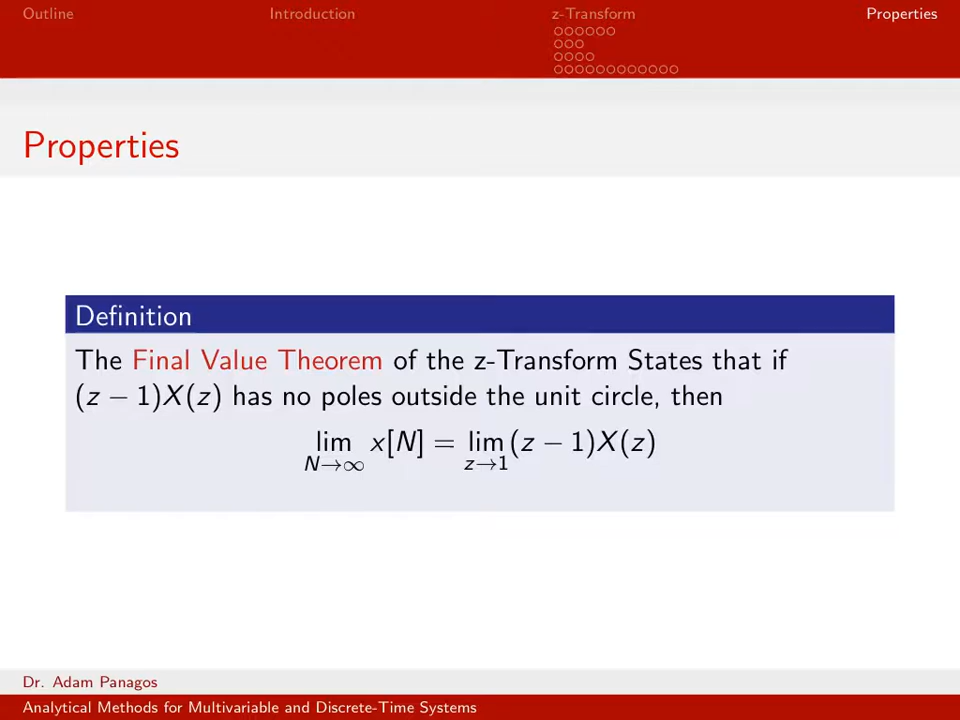 Outline Introduction z-Transform Properties
Properties
Definition
The Final Value Theorem of the z-Transform States that if
(z − 1)X(z) has no poles outside the unit circle, then
lim x[N] = lim (z − 1)X(z)
N→∞ z→1
Dr. Adam Panagos
Analytical Methods for Multivariable and Discrete-Time Systems